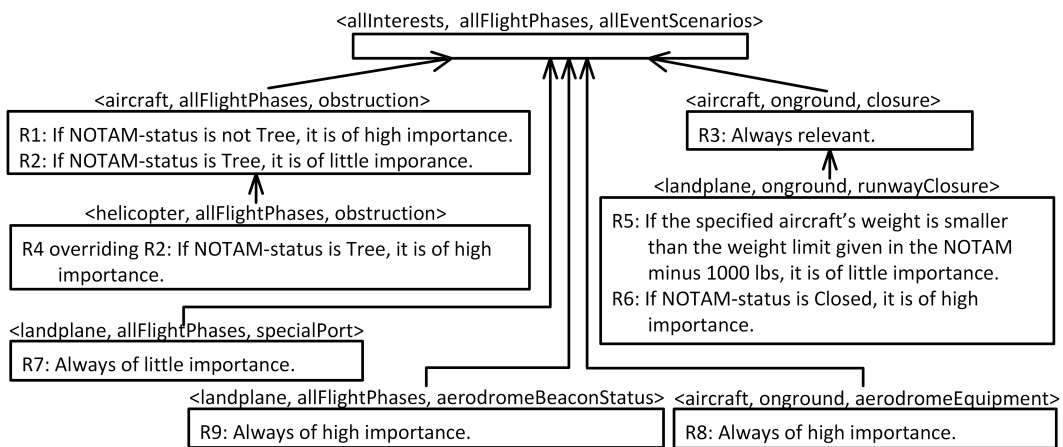 <allInterests, allFlightPhases, allEventScenarios>
<aircraft, allFlightPhases, obstruction>
R1: If NOTAM-status is not Tree, it is of high importance.
R2: If NOTAM-status is Tree, it is of little imporance.
<aircraft, onground, closure>
R3: Always relevant.
<helicopter, allFlightPhases, obstruction>
R4 overriding R2: If NOTAM-status is Tree, it is of high
importance.
<landplane, onground, runwayClosure>
R5: If the specified aircraft’s weight is smaller
than the weight limit given in the NOTAM
minus 1000 lbs, it is of little importance.
R6: If NOTAM-status is Closed, it is of high
importance.
<landplane, allFlightPhases, specialPort>
R7: Always of little importance.
<landplane, allFlightPhases, aerodromeBeaconStatus>
R9: Always of high importance.
<aircraft, onground, aerodromeEquipment>
R8: Always of high importance.